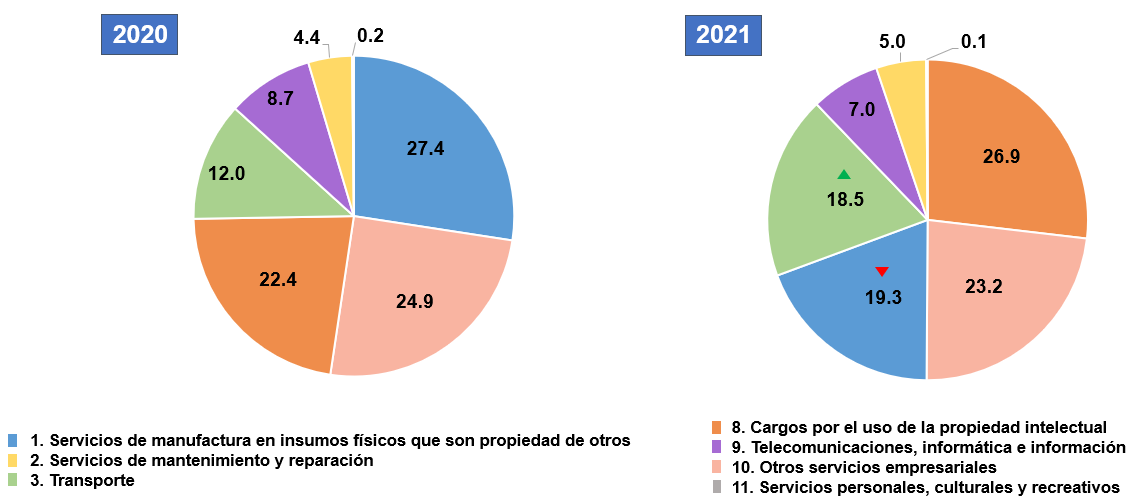 2020
4.4
0.2
8.7
27.4
12.0
22.4
24.9
2021
5.0
0.1
7.0
26.9
18.5
19.3
23.2
1. Servicios de manufactura en insumos físicos que son propiedad de otros
2. Servicios de mantenimiento y reparación
3. Transporte
8. Cargos por el uso de la propiedad intelectual
9. Telecomunicaciones, informática e información
10. Otros servicios empresariales
11. Servicios personales, culturales y recreativos